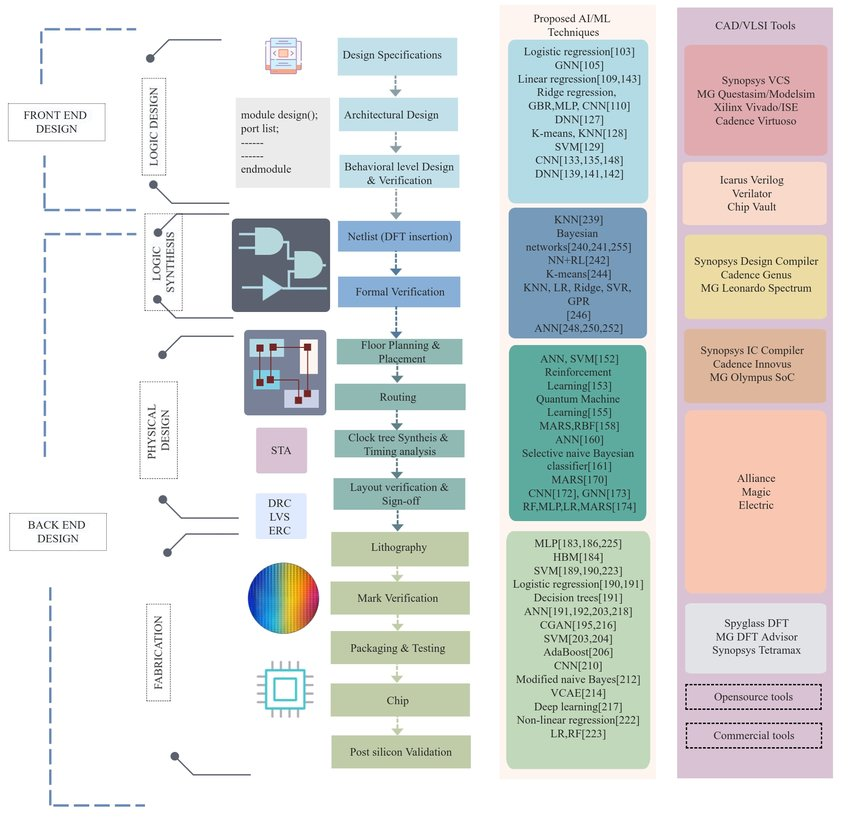 FRONT END
DESIGN
BACK END
DESIGN
LOGIC DESIGN
LOGIC
SYNTHESIS
PHYSICAL
DESIGN
FABRICATION
module design();
port list;
------
------
endmodule
STA
DRC
LVS
ERC
Design Specifications
Architectural Design
Behavioral level Design
& Verification
Netlist (DFT insertion)
Formal Verification
Floor Planning &
Placement
Routing
Clock tree Syntheis &
Timing analysis
Layout verification &
Sign-off
Lithography
Mark Verification
Packaging & Testing
Chip
Post silicon Validation
Proposed AI/ML
Techniques
Logistic regression[103]
GNN[105]
Linear regression[109,143]
Ridge regression,
GBR,MLP, CNN[110]
DNN[127]
K-means, KNN[128]
SVM[129]
CNN[133,135,148]
DNN[139,141,142]
KNN[239]
Bayesian
networks[240,241,255]
NN+RL[242]
K-means[244]
KNN, LR, Ridge, SVR,
GPR
[246]
ANN[248,250,252]
ANN, SVM[152]
Reinforcement
Learning[153]
Quantum Machine
Learning[155]
MARS,RBF[158]
ANN[160]
Selective naive Bayesian
classifier[161]
MARS[170]
CNN[172], GNN[173]
RF,MLP,LR,MARS[174]
MLP[183,186,225]
HBM[184]
SVM[189,190,223]
Logistic regression[190,191]
Decision trees[191]
ANN[191,192,203,218]
CGAN[195,216]
SVM[203,204]
AdaBoost[206]
CNN[210]
Modified naive Bayes[212]
VCAE[214]
Deep learning[217]
Non-linear regression[222]
LR,RF[223]
CAD/VLSI Tools
Synopsys VCS
MG Questasim/Modelsim
Xilinx Vivado/ISE
Cadence Virtuoso
Icarus Verilog
Verilator
Chip Vault
Synopsys Design Compiler
Cadence Genus
MG Leonardo Spectrum
Synopsys IC Compiler
Cadence Innovus
MG Olympus SoC
Alliance
Magic
Electric
Spyglass DFT
MG DFT Advisor
Synopsys Tetramax
Opensource tools
Commercial tools